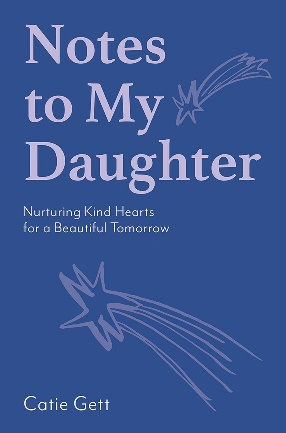 Notes
to My
Daughter
Nurturing Kind Hearts
for a Beautiful Tomorrow
Catie Gett